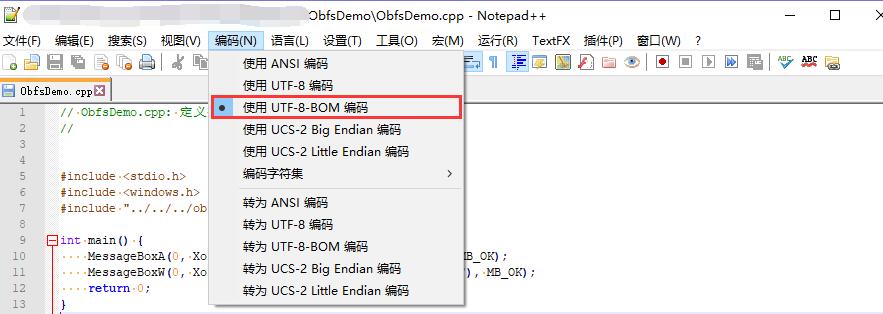 ObfsDemo\ObfsDemo.cpp - Notepad++
文件(F) 编辑(E) 搜索(S) 视图(V) 编码(N) 语言(L) 设置(T) 工具(O) 宏(M) 运行(R) TextFX 插件(P) 窗口(W) ?
ObfsDemo.cpp
使用 ANSI 编码
使用 UTF-8 编码
使用 UTF-8-BOM 编码
使用 UCS-2 Big Endian 编码
使用 UCS-2 Little Endian 编码
编码字符集
转为 ANSI 编码
转为 UTF-8 编码
转为 UTF-8-BOM 编码
转为 UCS-2 Big Endian 编码
转为 UCS-2 Little Endian 编码
1 // ObfsDemo.cpp: 定义
2 //
3
4
5 #include <stdio.h>
6 #include <windows.h>
7 #include "../../../ob
8
9 int main() {
10 MessageBoxA(0, Xo MB_OK);
11 MessageBoxW(0, Xo "), MB_OK);
12 return 0;
13 }